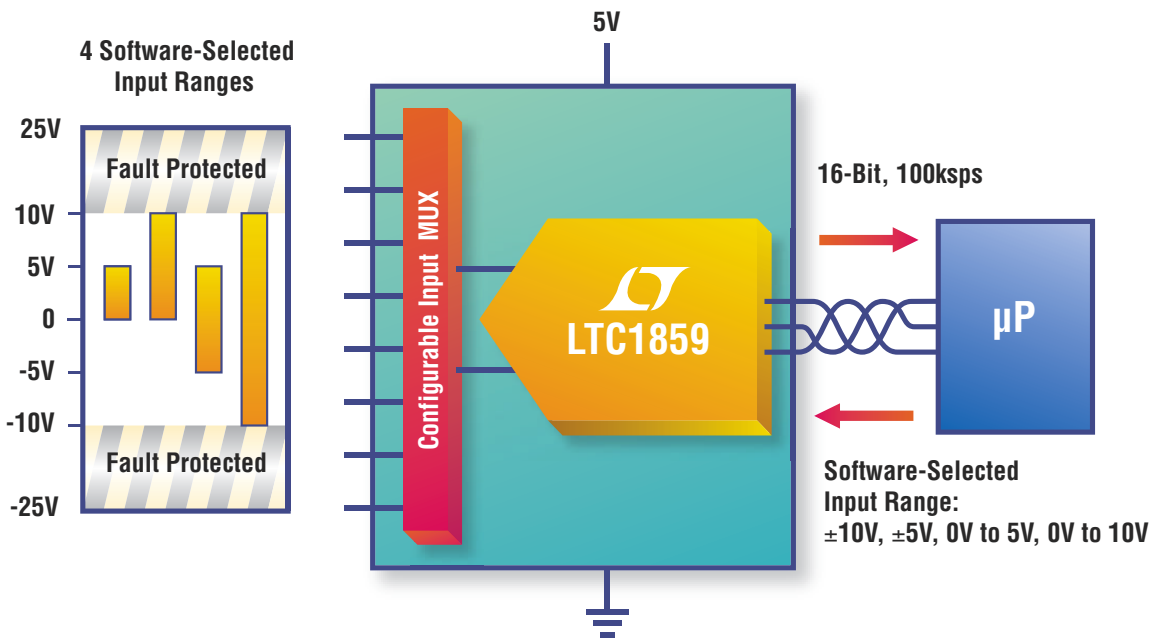 5V
4 Software-Selected
Input Ranges
25V
Fault Protected
10V
5V
0
-5V
-10V
Fault Protected
-25V
Configurable Input MUX
LTC1859
16-Bit, 100ksps
µP
Software-Selected
Input Range:
±10V, ±5V, 0V to 5V, 0V to 10V